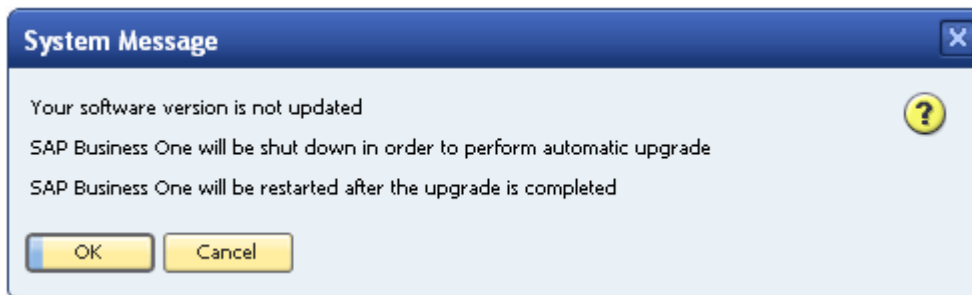 System Message
Your software version is not updated
SAP Business One will be shut down in order to perform automatic upgrade
SAP Business One will be restarted after the upgrade is completed
OK Cancel